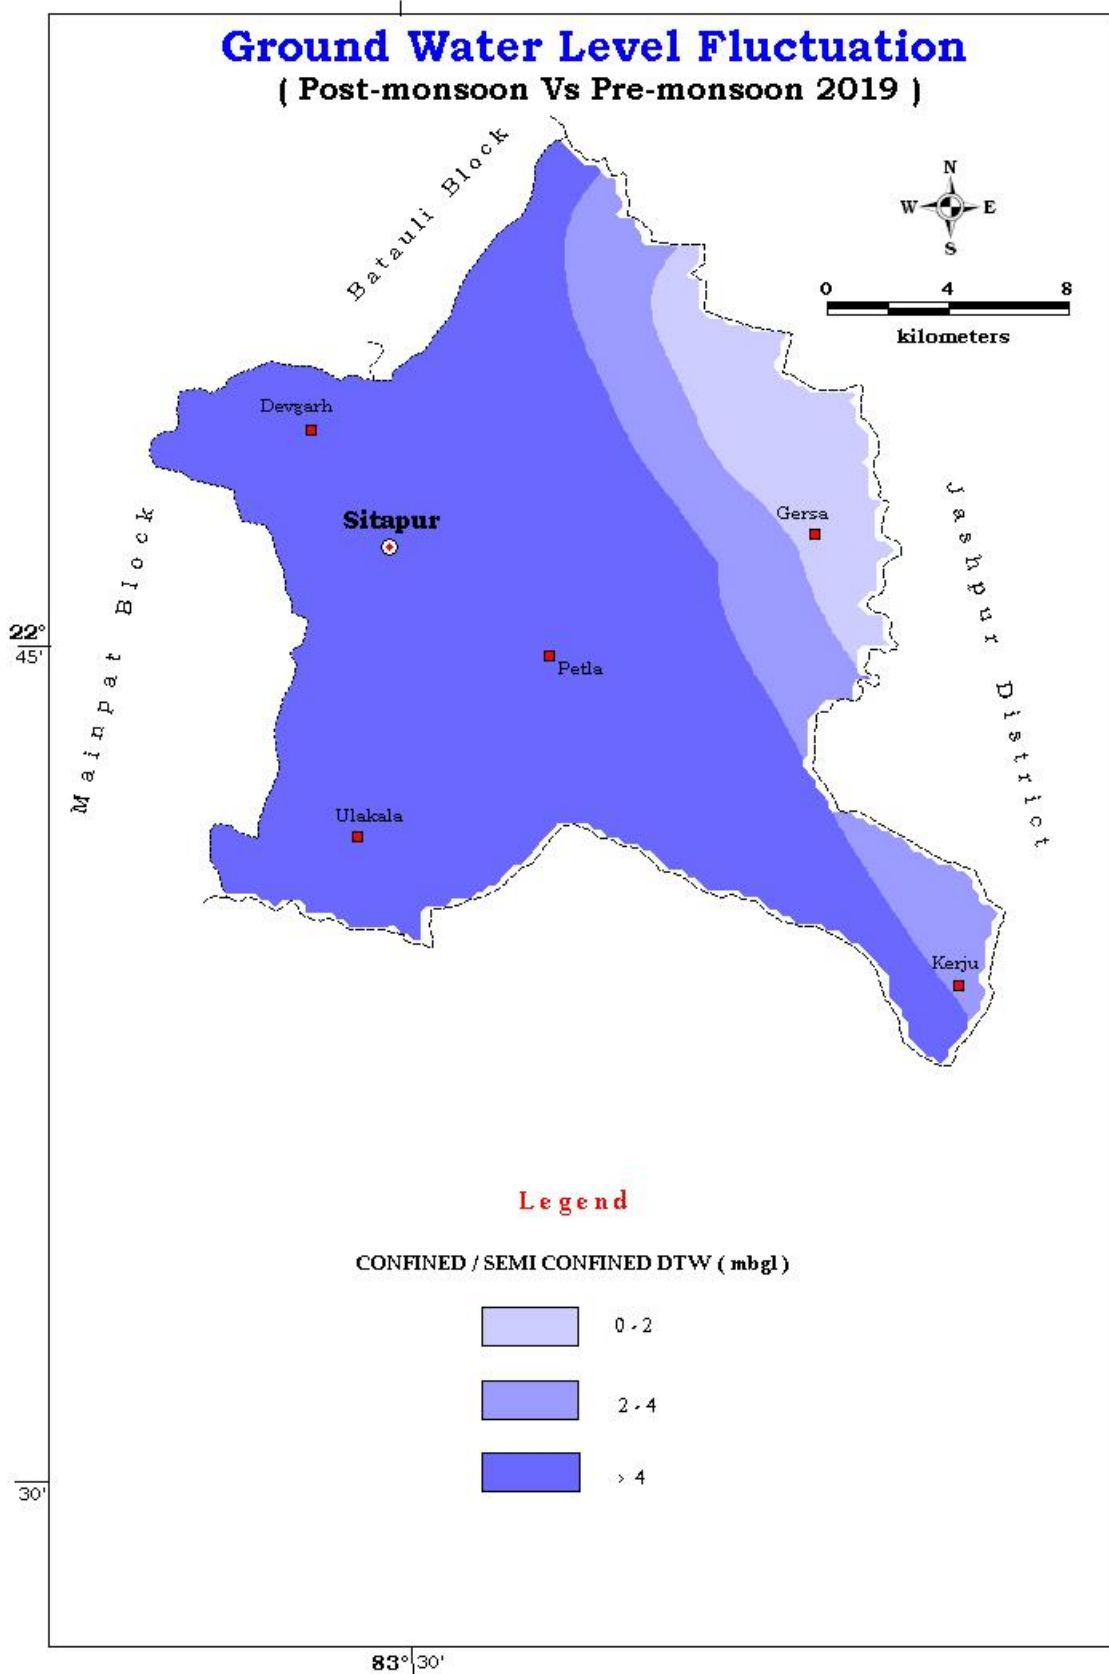 Ground Water Level Fluctuation
( Post-monsoon Vs Pre-monsoon 2019 )
Batauli Block
N
W E
S
0 4 8
kilometers
Devgarh
Sitapur
Gersa
Mainpat Block
Jashpur District
22°
45'
Petla
Ulakala
Kerju
Legend
CONFINED / SEMI CONFINED DTW ( mbgl )
0 - 2
2 - 4
> 4
30'
83° 30'